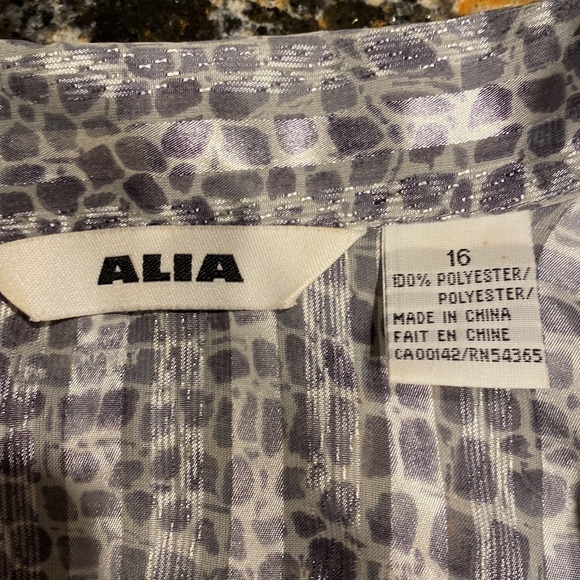 ALIA
16
100% POLYESTER/
POLYESTER/
MADE IN CHINA
FAIT EN CHINE
CA00142/RN54365